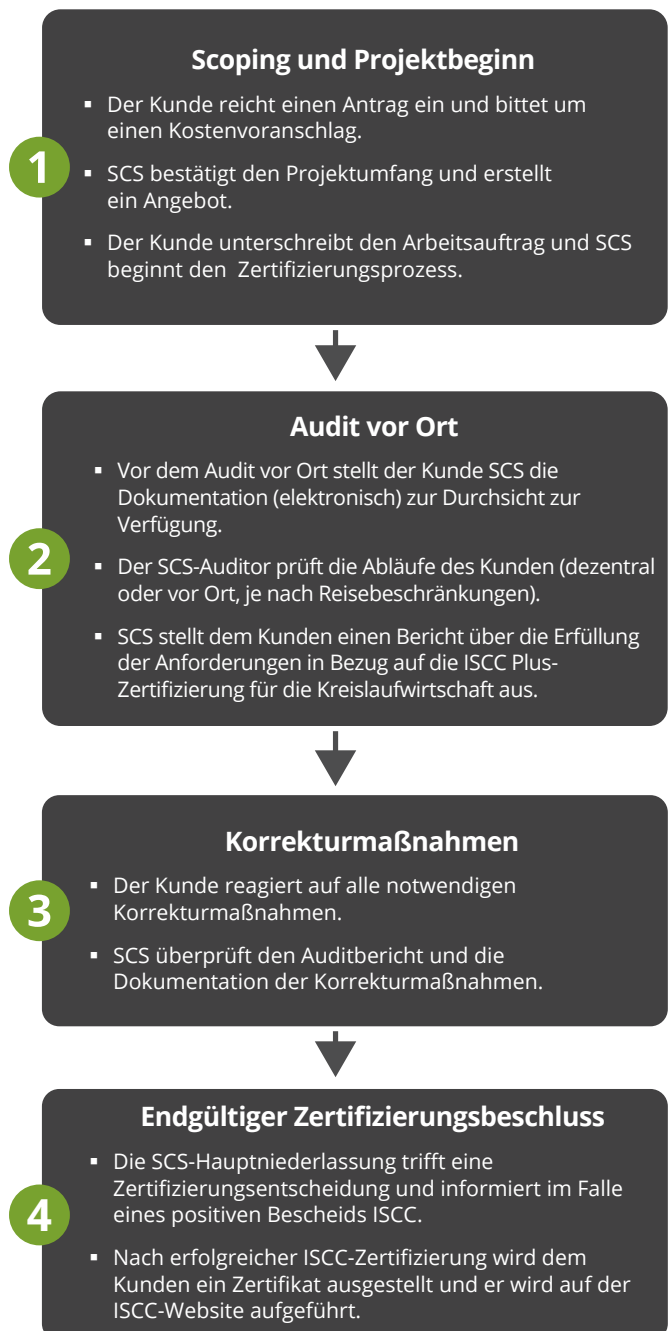 Scoping und Projektbeginn
▪ Der Kunde reicht einen Antrag ein und bittet um
einen Kostenvoranschlag.
1
▪ SCS bestätigt den Projektumfang und erstellt
ein Angebot.
▪ Der Kunde unterschreibt den Arbeitsauftrag und SCS
beginnt den Zertifizierungsprozess.
Audit vor Ort
▪ Vor dem Audit vor Ort stellt der Kunde SCS die
Dokumentation (elektronisch) zur Durchsicht zur
Verfügung.
2
▪ Der SCS-Auditor prüft die Abläufe des Kunden (dezentral
oder vor Ort, je nach Reisebeschränkungen).
▪ SCS stellt dem Kunden einen Bericht über die Erfüllung
der Anforderungen in Bezug auf die ISCC Plus-
Zertifizierung für die Kreislaufwirtschaft aus.
Korrekturmaßnahmen
3
▪ Der Kunde reagiert auf alle notwendigen
Korrekturmaßnahmen.
▪ SCS überprüft den Auditbericht und die
Dokumentation der Korrekturmaßnahmen.
Endgültiger Zertifizierungsbeschluss
▪ Die SCS-Hauptniederlassung trifft eine
Zertifizierungsentscheidung und informiert im Falle
eines positiven Bescheids ISCC.
4
▪ Nach erfolgreicher ISCC-Zertifizierung wird dem
Kunden ein Zertifikat ausgestellt und er wird auf der
ISCC-Website aufgeführt.